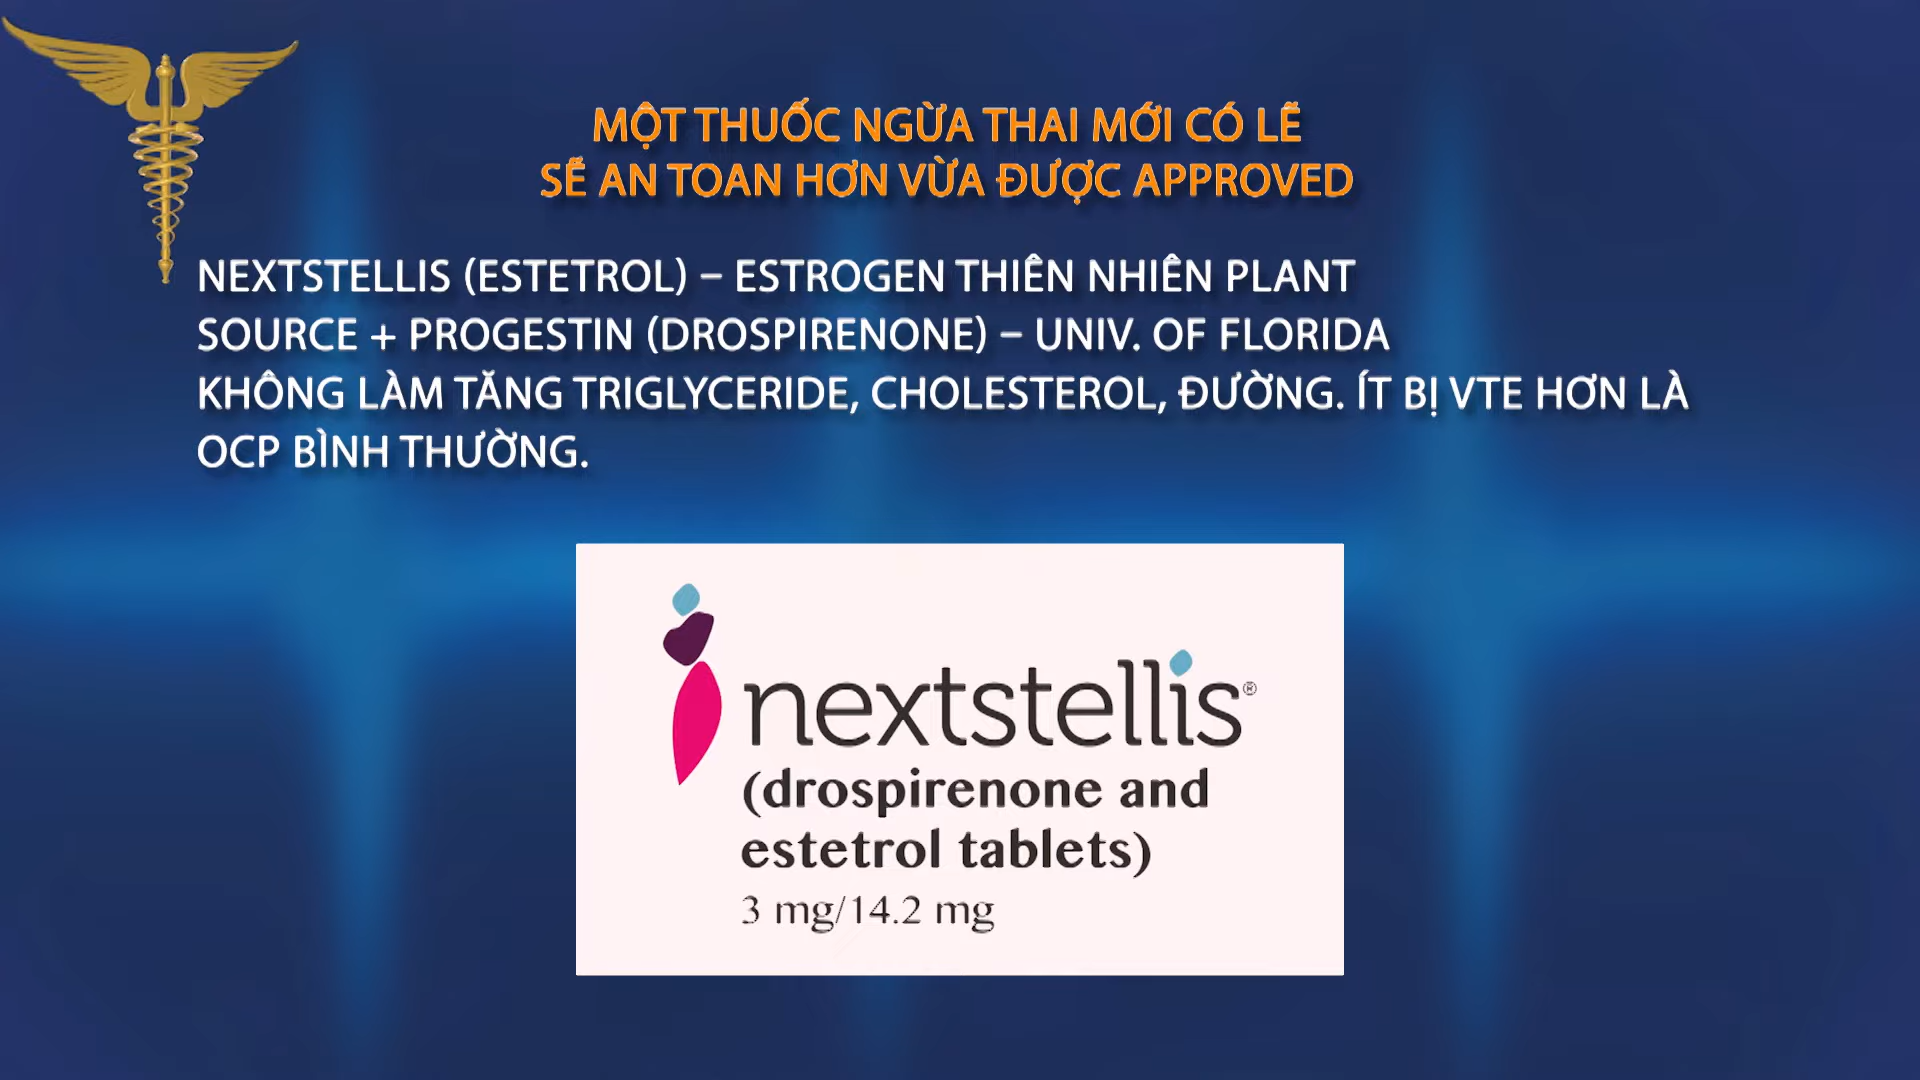 MỘT THUỐC NGỪA THAI MỚI CÓ LẼ
SẼ AN TOAN HƠN VỪA ĐƯỢC APPROVED
NEXTSTELLIS (ESTETROL) – ESTROGEN THIÊN NHIÊN PLANT
SOURCE + PROGESTIN (DROSPIRENONE) – UNIV. OF FLORIDA
KHÔNG LÀM TĂNG TRIGLYCERIDE, CHOLESTEROL, ĐƯỜNG. ÍT BỊ VTE HƠN LÀ
OCP BÌNH THƯỜNG.
nextstellis®
(drospirenone and
estetrol tablets)
3 mg/14.2 mg